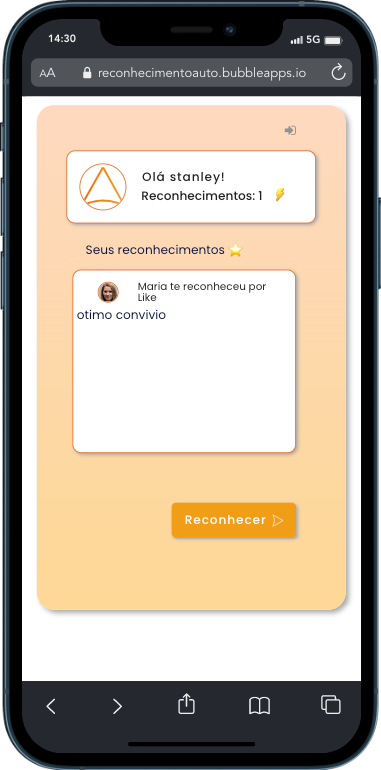 14:30
5G
AA
reconhecimentoauto.bubbleapps.io
Olá stanley!
Reconhecimentos: 1 ⚡
Seus reconhecimentos ⭐
Maria te reconheceu por
Like
otimo convivio
Reconhecer